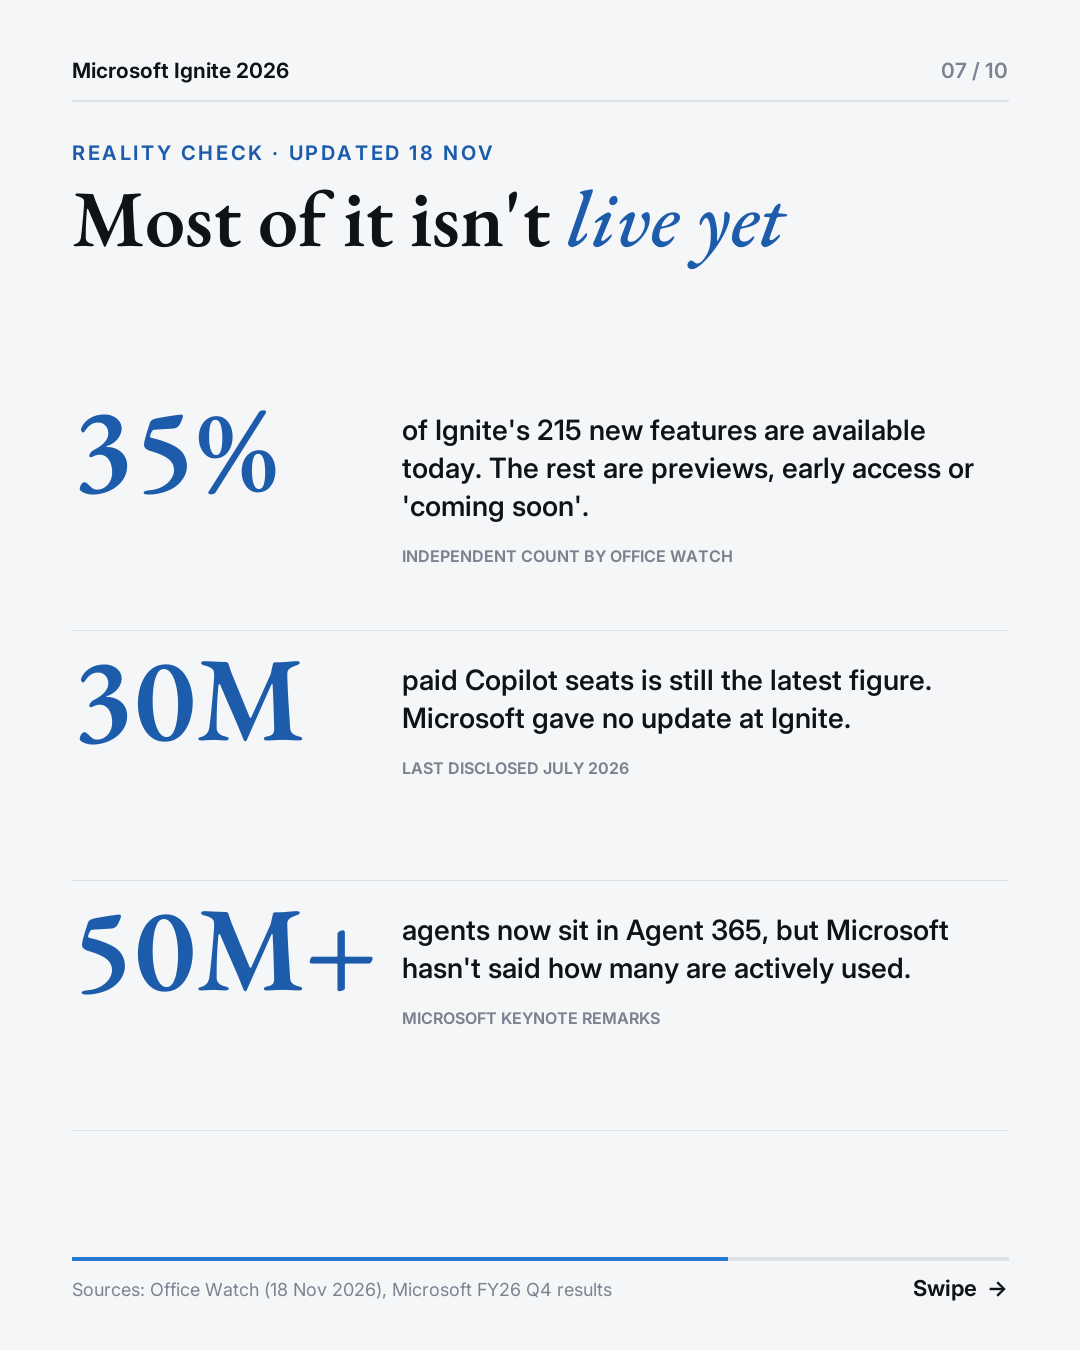 Microsoft Ignite 2026
07 / 10
REALITY CHECK · UPDATED 18 NOV
Most of it isn't live yet
35%
of Ignite's 215 new features are available
today. The rest are previews, early access or
'coming soon'.
INDEPENDENT COUNT BY OFFICE WATCH
30M
paid Copilot seats is still the latest figure.
Microsoft gave no update at Ignite.
LAST DISCLOSED JULY 2026
50M+
agents now sit in Agent 365, but Microsoft
hasn't said how many are actively used.
MICROSOFT KEYNOTE REMARKS
Sources: Office Watch (18 Nov 2026), Microsoft FY26 Q4 results
Swipe →